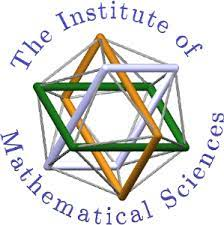 The Institute of
Mathematical Sciences